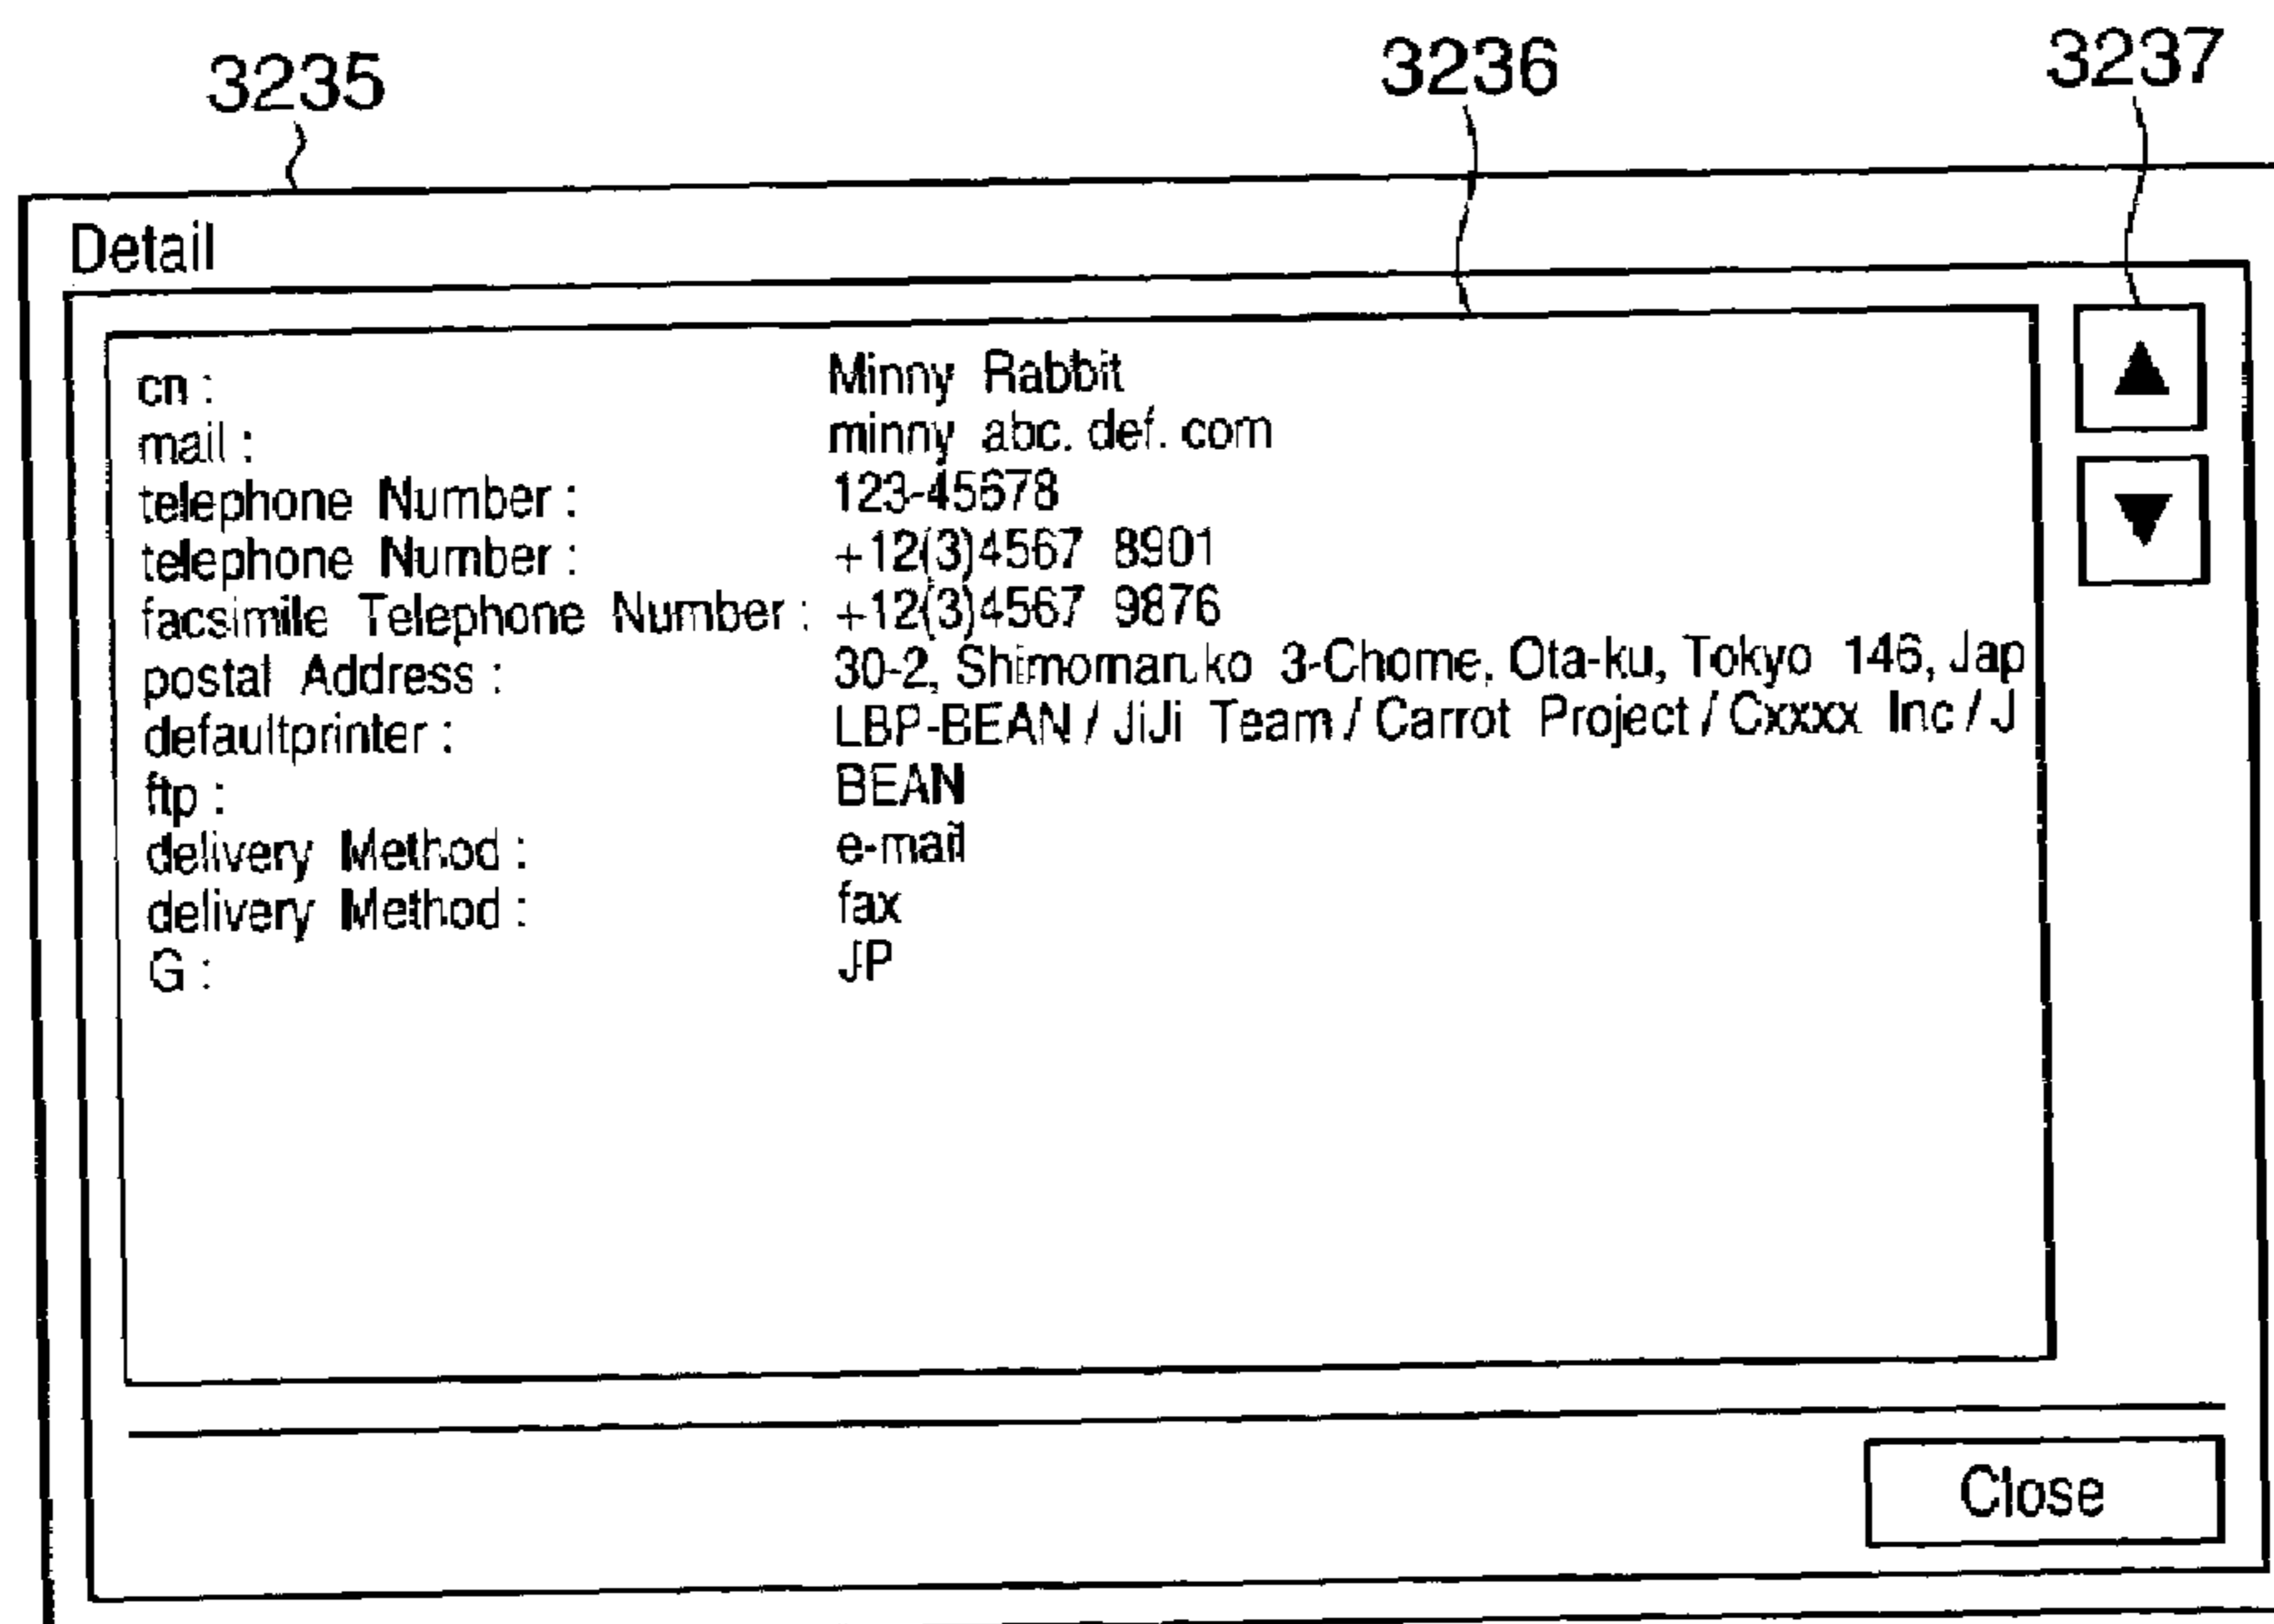 3235 3236 3237
Detail
cn : Minny Rabbit
mail : minny abc. def. com
telephone Number : 123-45678
telephone Number : +12(3)4567 8901
facsimile Telephone Number : +12(3)4567 9876
postal Address : 30-2, Shimomaruko 3-Chome, Ota-ku, Tokyo 146, Jap
defaultprinter : LBP-BEAN / JiJi Team / Carrot Project / Cxxxx Inc / J
ftp : BEAN
delivery Method : e-mail
delivery Method : fax
G : JP
Close